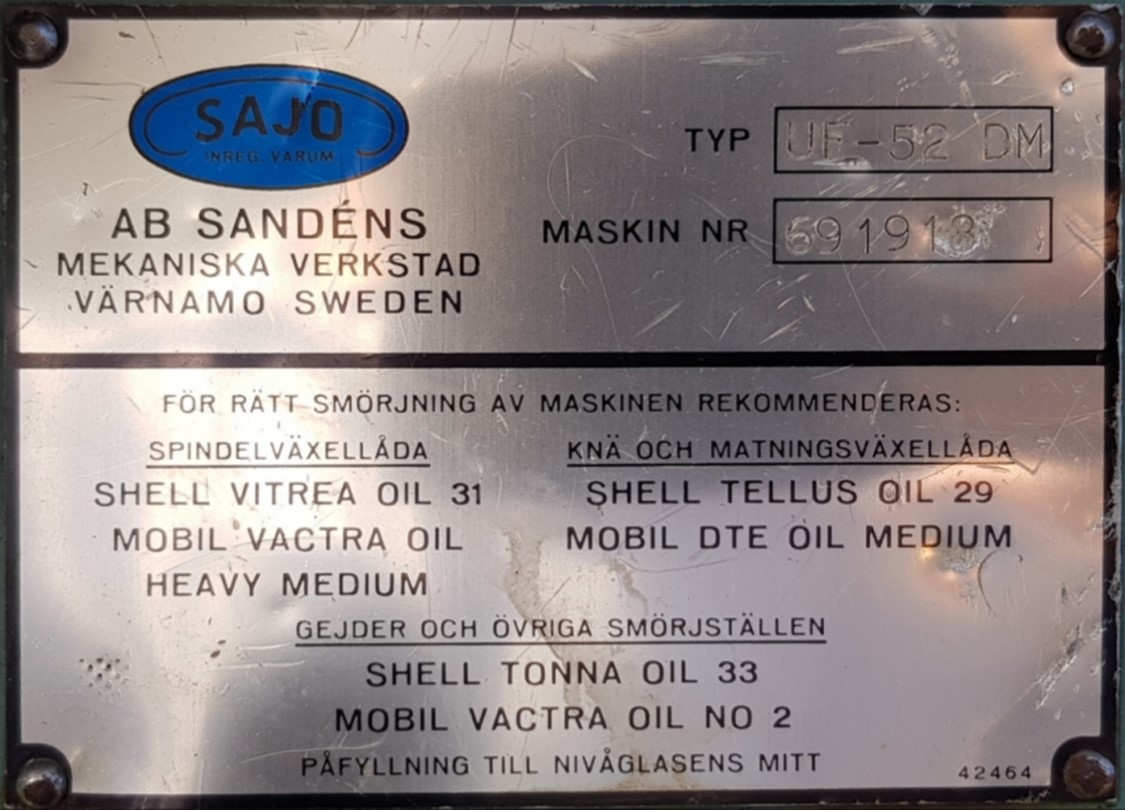 SAJO
INREG. VARUM.
AB SANDÉNS
MEKANISKA VERKSTAD
VÄRNAMO SWEDEN
TYP UF-52 DM
MASKIN NR 691918
FÖR RÄTT SMÖRJNING AV MASKINEN REKOMMENDERAS:
SPINDELVÄXELLÅDA
SHELL VITREA OIL 31
MOBIL VACTRA OIL
HEAVY MEDIUM
KNÄ OCH MATNINGSVÄXELLÅDA
SHELL TELLUS OIL 29
MOBIL DTE OIL MEDIUM
GEJDER OCH ÖVRIGA SMÖRJSTÄLLEN
SHELL TONNA OIL 33
MOBIL VACTRA OIL NO 2
PÅFYLLNING TILL NIVÅGLASENS MITT
42464